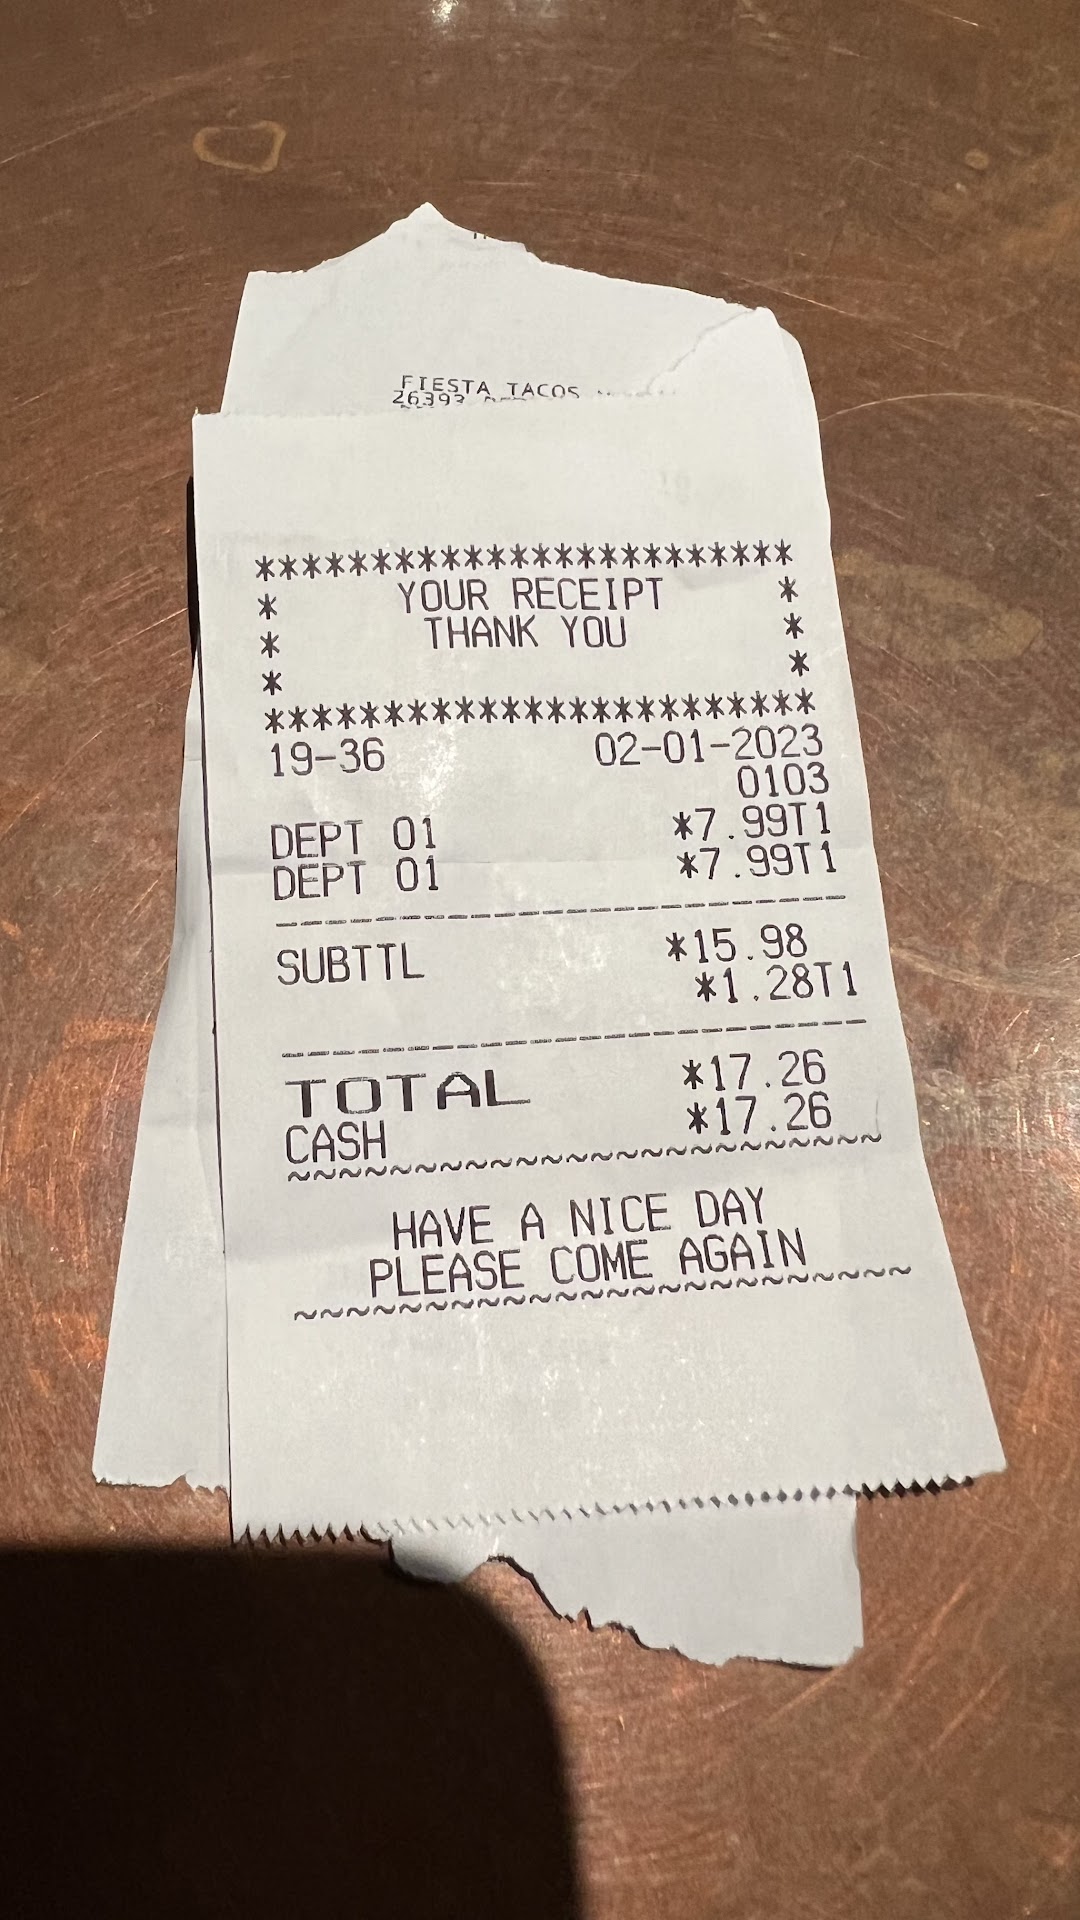 FIESTA TACOS
26393
***********************
* YOUR RECEIPT *
* THANK YOU *
* *
***********************
19-36 02-01-2023
0103
DEPT 01 *7.99T1
DEPT 01 *7.99T1
SUBTTL *15.98
*1.28T1
TOTAL *17.26
CASH *17.26
HAVE A NICE DAY
PLEASE COME AGAIN